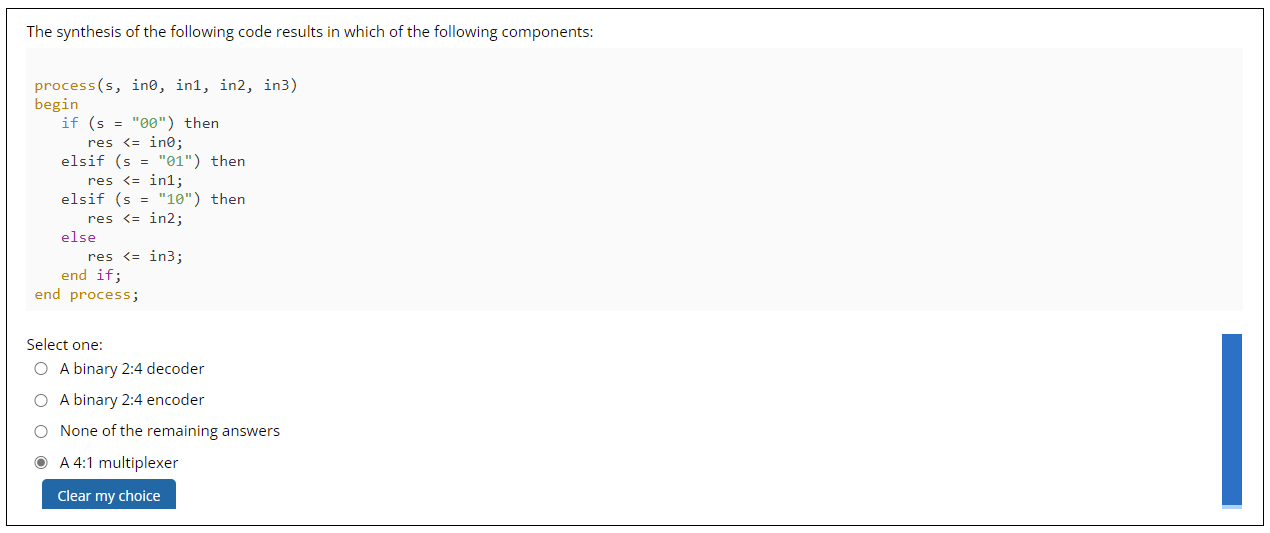 The synthesis of the following code results in which of the following components:
process(s, in0, in1, in2, in3)
begin
   if (s = "00") then
      res <= in0;
   elsif (s = "01") then
      res <= in1;
   elsif (s = "10") then
      res <= in2;
   else
      res <= in3;
   end if;
end process;
Select one:
A binary 2:4 decoder
A binary 2:4 encoder
None of the remaining answers
A 4:1 multiplexer
Clear my choice